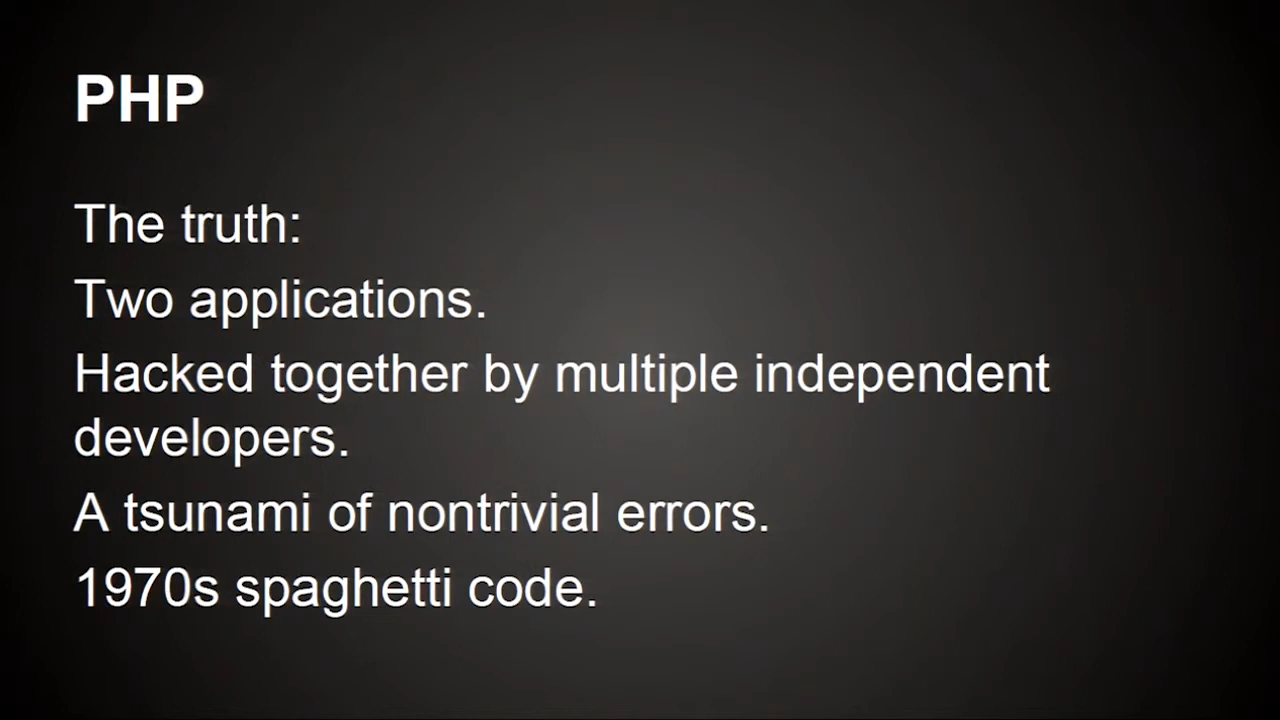 PHP
The truth:
Two applications.
Hacked together by multiple independent
developers.
A tsunami of nontrivial errors.
1970s spaghetti code.